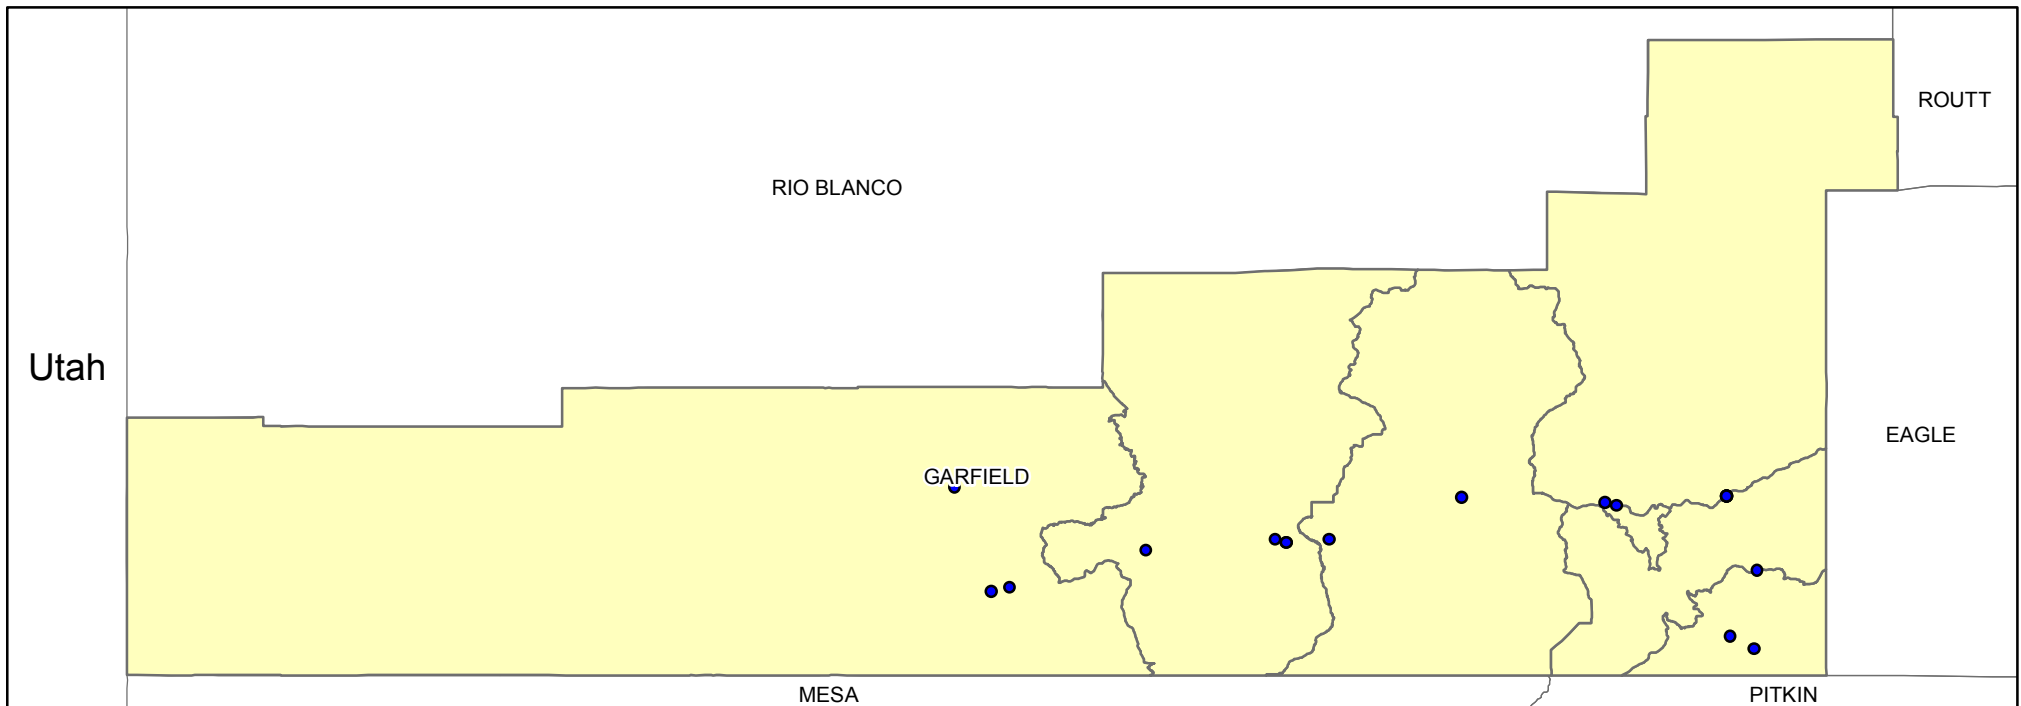 ROUTT
RIO BLANCO
Utah
EAGLE
GARFIELD
MESA
PITKIN